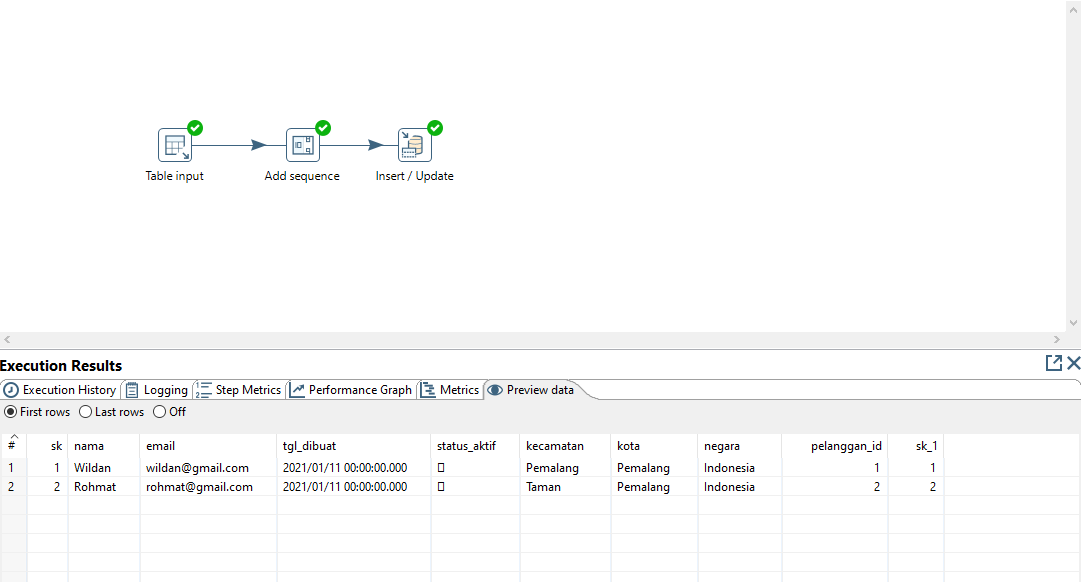 Table input
Add sequence
Insert / Update
Execution Results
Execution History Logging Step Metrics Performance Graph Metrics Preview data
First rows Last rows Off
# sk nama email tgl_dibuat status_aktif kecamatan kota negara pelanggan_id sk_1
1 1 Wildan wildan@gmail.com 2021/01/11 00:00:00.000 Pemalang Pemalang Indonesia 1 1
2 2 Rohmat rohmat@gmail.com 2021/01/11 00:00:00.000 Taman Pemalang Indonesia 2 2